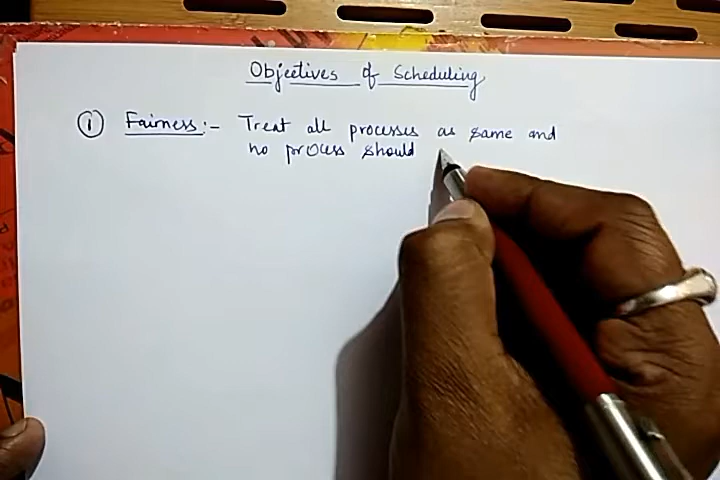 Objectives of Scheduling
① Fairness:- Treat all processes as same and
no process should